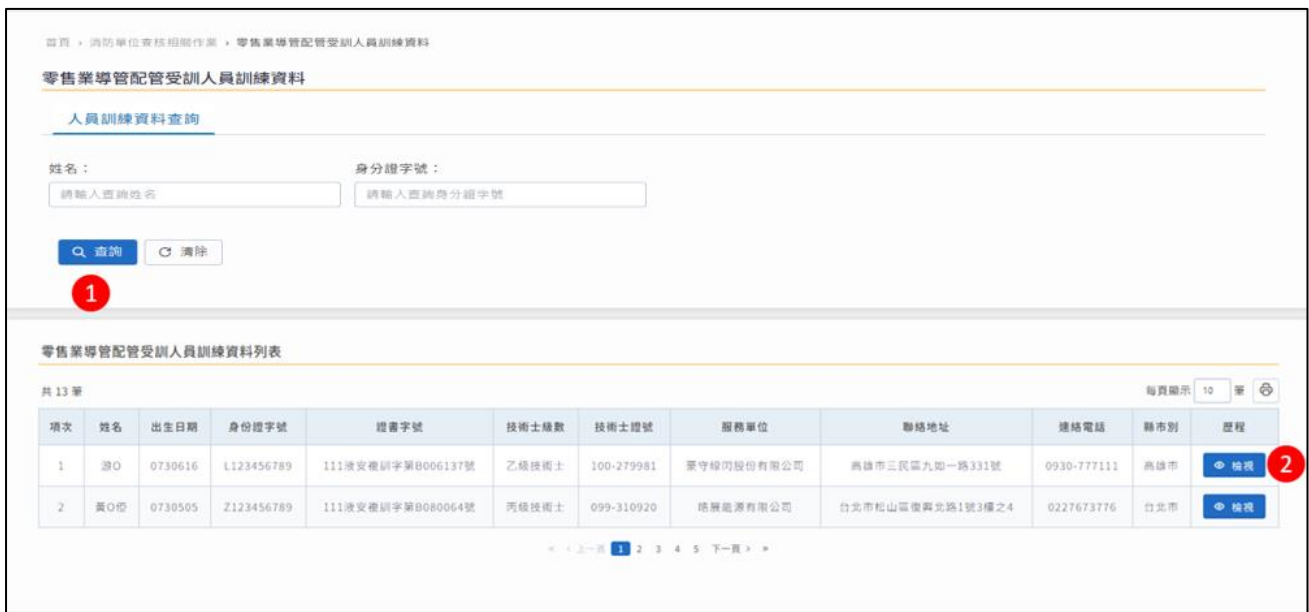 首頁 › 消防單位查核相關作業 › 零售業導管配管受訓人員訓練資料
零售業導管配管受訓人員訓練資料
人員訓練資料查詢
姓名： 身分證字號：
請輸入查詢姓名 請輸入查詢身分證字號
查詢 清除
1
零售業導管配管受訓人員訓練資料列表
共 13 筆 每頁顯示 10 筆
項次 姓名 出生日期 身份證字號 證書字號 技術士級數 技術士證號 服務單位 聯絡地址 連絡電話 縣市別 歷程
1 游O 0730616 L123456789 111液安複訓字第B006137號 乙級技術士 100-279981 高雄市三民區九如一路331號 0930-777111 高雄市 檢視 2
2 黃O 0730505 Z123456789 111液安複訓字第B080064號 丙級技術士 099-310920 能源有限公司 台北市松山區復興北路1號3樓之4 0227673776 台北市 檢視
« ‹ 上一頁 1 2 3 4 5 下一頁 › »